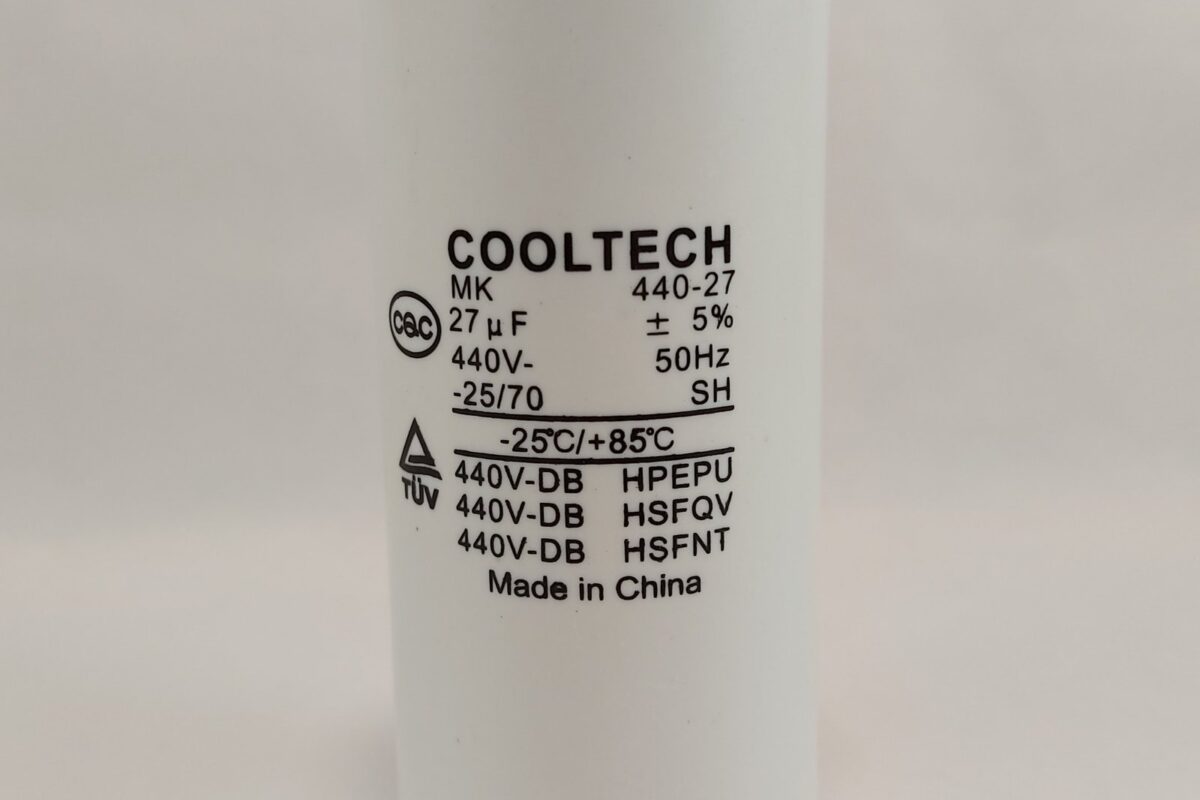 COOLTECH
MK 440-27
CQC 27 µF ± 5%
440V- 50Hz
-25/70 SH
-25℃/+85℃
TÜV 440V-DB HPEPU
440V-DB HSFQV
440V-DB HSFNT
Made in China